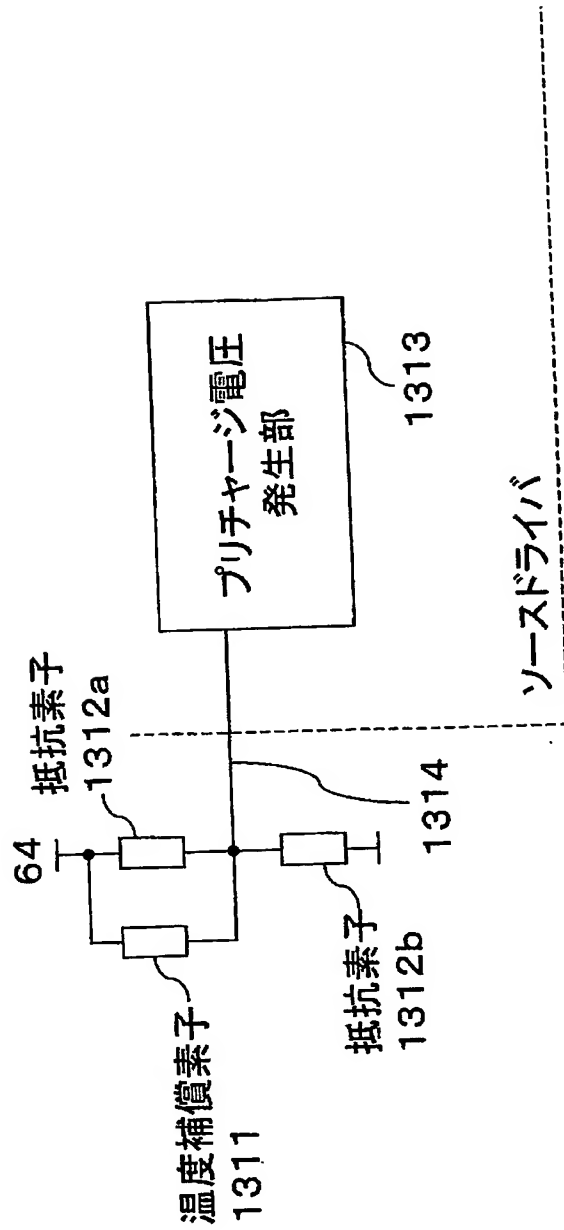 64
抵抗素子
1312a
温度補償素子
1311
プリチャージ電圧
発生部
1313
1314
抵抗素子
1312b
ソースドライバ